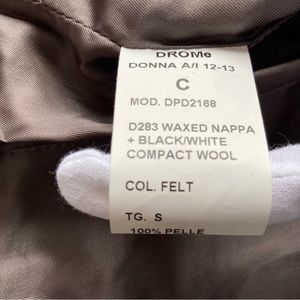 DROMe
DONNA A/I 12-13
C
MOD. DPD2168
D283 WAXED NAPPA
+ BLACK/WHITE
COMPACT WOOL
COL. FELT
TG. S
100% PELLE